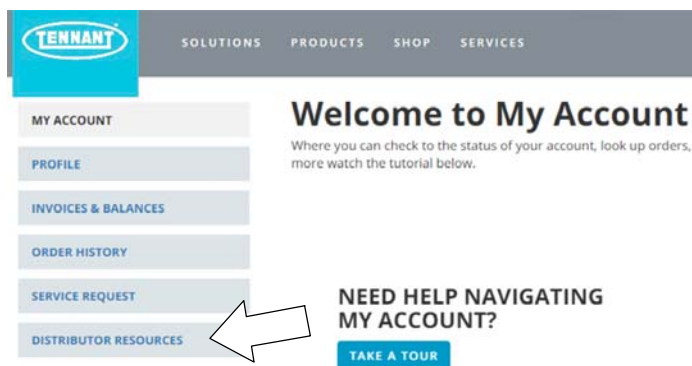 TENNANT
SOLUTIONS PRODUCTS SHOP SERVICES
MY ACCOUNT
PROFILE
INVOICES & BALANCES
ORDER HISTORY
SERVICE REQUEST
DISTRIBUTOR RESOURCES
Welcome to My Account
Where you can check to the status of your account, look up orders,
more watch the tutorial below.
NEED HELP NAVIGATING
MY ACCOUNT?
TAKE A TOUR